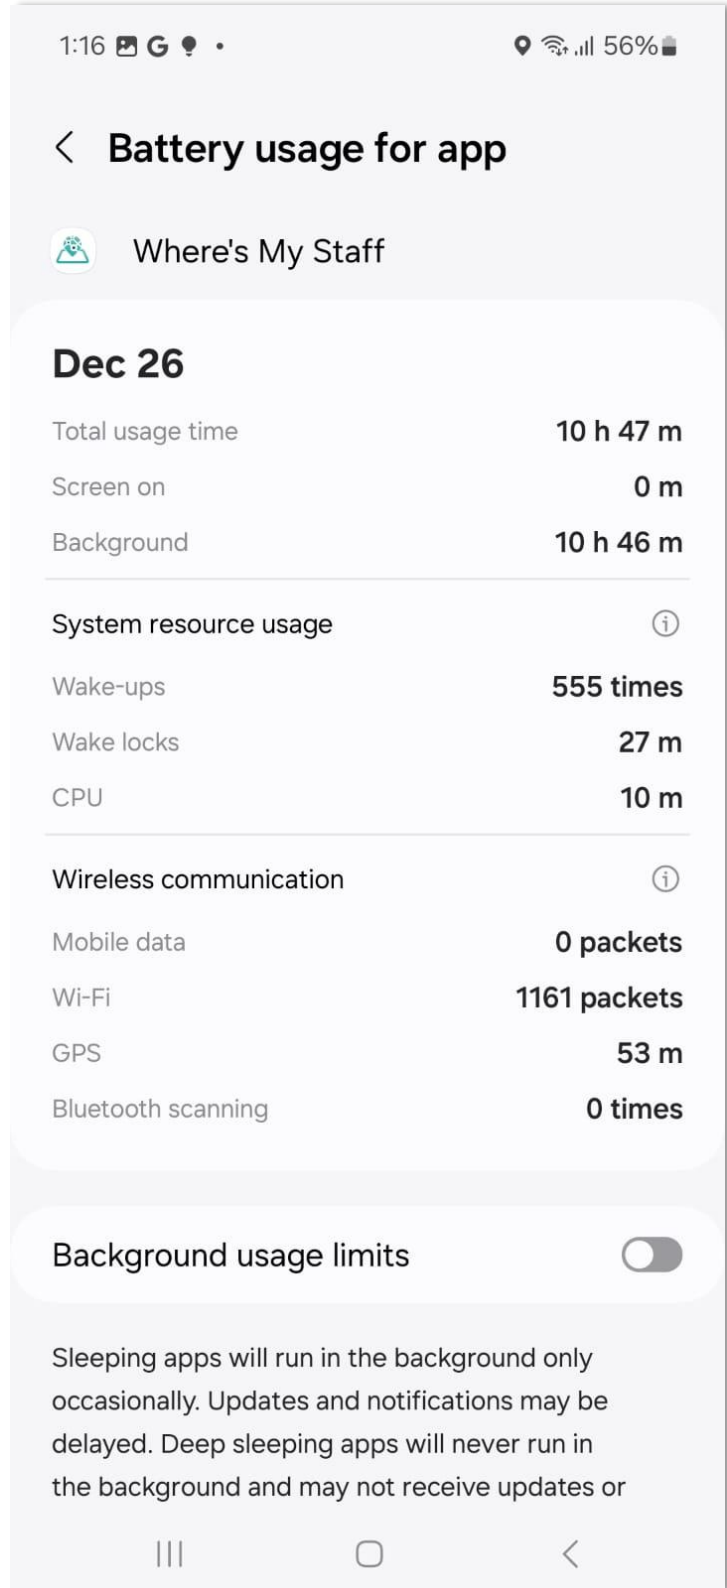 1:16 G 56%
Battery usage for app
Where's My Staff
Dec 26
Total usage time 10 h 47 m
Screen on 0 m
Background 10 h 46 m
System resource usage
Wake-ups 555 times
Wake locks 27 m
CPU 10 m
Wireless communication
Mobile data 0 packets
Wi-Fi 1161 packets
GPS 53 m
Bluetooth scanning 0 times
Background usage limits
Sleeping apps will run in the background only
occasionally. Updates and notifications may be
delayed. Deep sleeping apps will never run in
the background and may not receive updates or